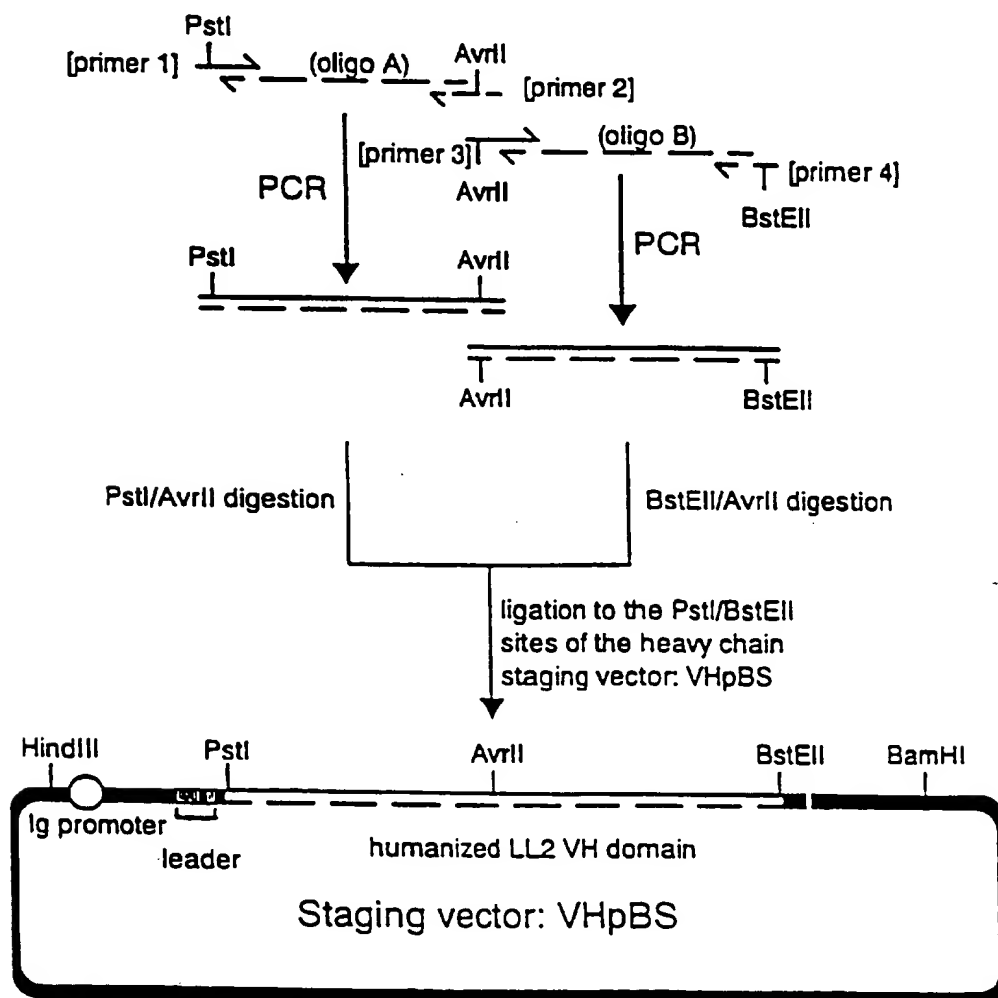 PstI
[primer 1]
(oligo A)
AvrII
[primer 2]
[primer 3]
(oligo B)
[primer 4]
AvrII
BstEII
PCR
PCR
PstI
AvrII
AvrII
BstEII
PstI/AvrII digestion
BstEII/AvrII digestion
ligation to the PstI/BstEII
sites of the heavy chain
staging vector: VHpBS
HindIII
PstI
AvrII
BstEII
BamHI
Ig promoter
leader
humanized LL2 VH domain
Staging vector: VHpBS